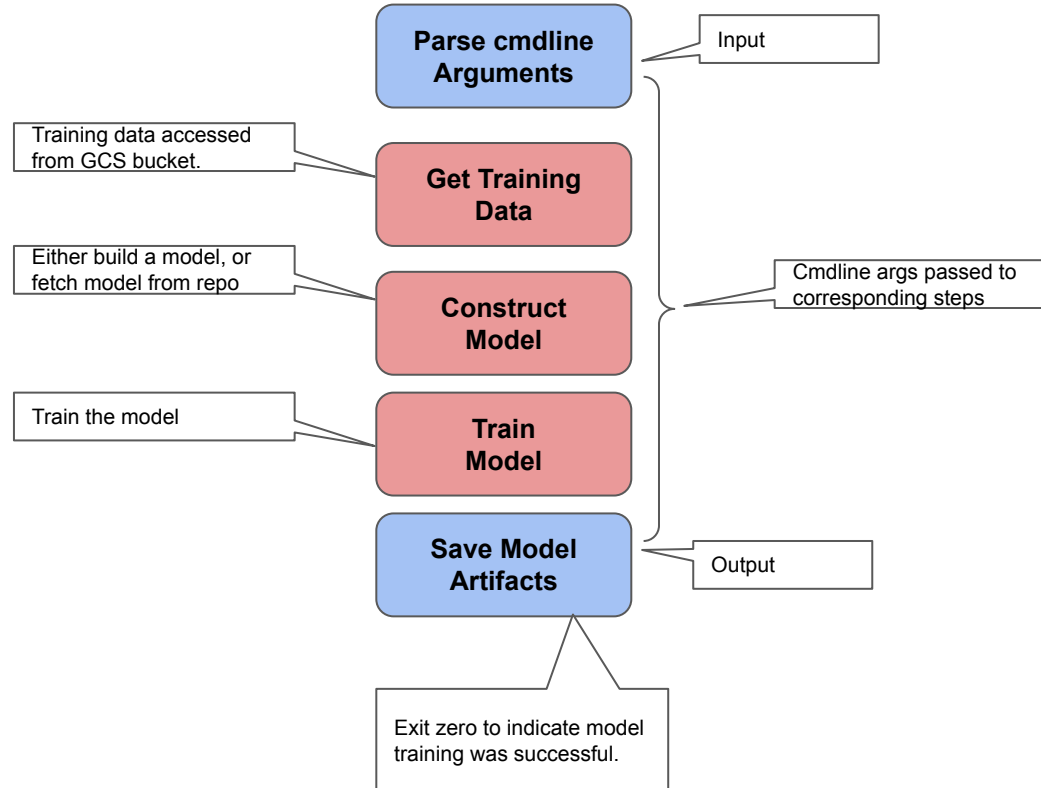 Parse cmdline
Arguments
Input
Training data accessed
from GCS bucket.
Get Training
Data
Either build a model, or
fetch model from repo
Construct
Model
Cmdline args passed to
corresponding steps
Train the model
Train
Model
Save Model
Artifacts
Output
Exit zero to indicate model
training was successful.